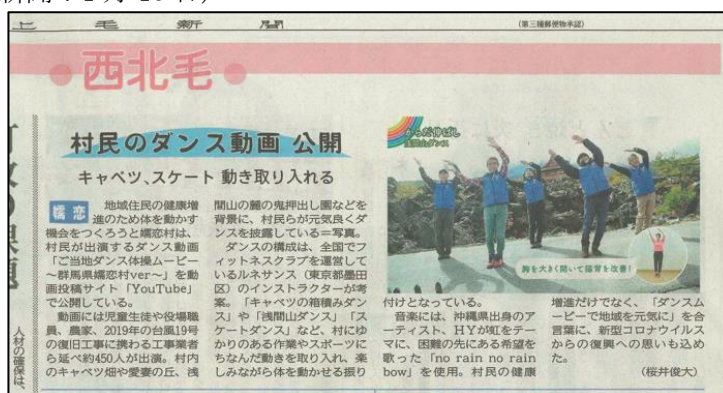 上毛新聞
(第三種郵便物承認)
西北毛
村民のダンス動画 公開
キャベツ、スケート 動き取り入れる
嬬恋 地域住民の健康増
進のため体を動かす
機会をつくろうと嬬恋村は、
村民が出演するダンス動画
「ご当地ダンス体操ムービー
~群馬県嬬恋村ver~」を動
画投稿サイト「YouTube」
で公開している。
動画には児童生徒や役場職
員、農家、2019年の台風19号
の復旧工事に携わる工事業者
ら延べ約450人が出演。村内
のキャベツ畑や愛妻の丘、浅
間山の麓の鬼押出し園などを
背景に、村民らが元気良くダ
ンスを披露している=写真。
ダンスの構成は、全国でフ
ィットネスクラブを運営して
いるルネサンス(東京都墨田
区)のインストラクターが考
案。「キャベツの箱積みダン
ス」や「浅間山ダンス」「ス
ケートダンス」など、村にゆ
かりのある作業やスポーツに
ちなんだ動きを取り入れ、楽
しみながら体を動かせる振り
からだ伸ばし
浅間山ダンス
胸を大きく開いて猫背を改善!
付けとなっている。
音楽には、沖縄県出身のア
ーティスト、HYが虹をテー
マに、困難の先にある希望を
歌った「no rain no rain
bow」を使用。村民の健康
増進だけでなく、「ダンスム
ービーで地域を元気に」を合
言葉に、新型コロナウイルス
からの復興への思いも込め
た。
(桜井俊大)
人材の確保は、